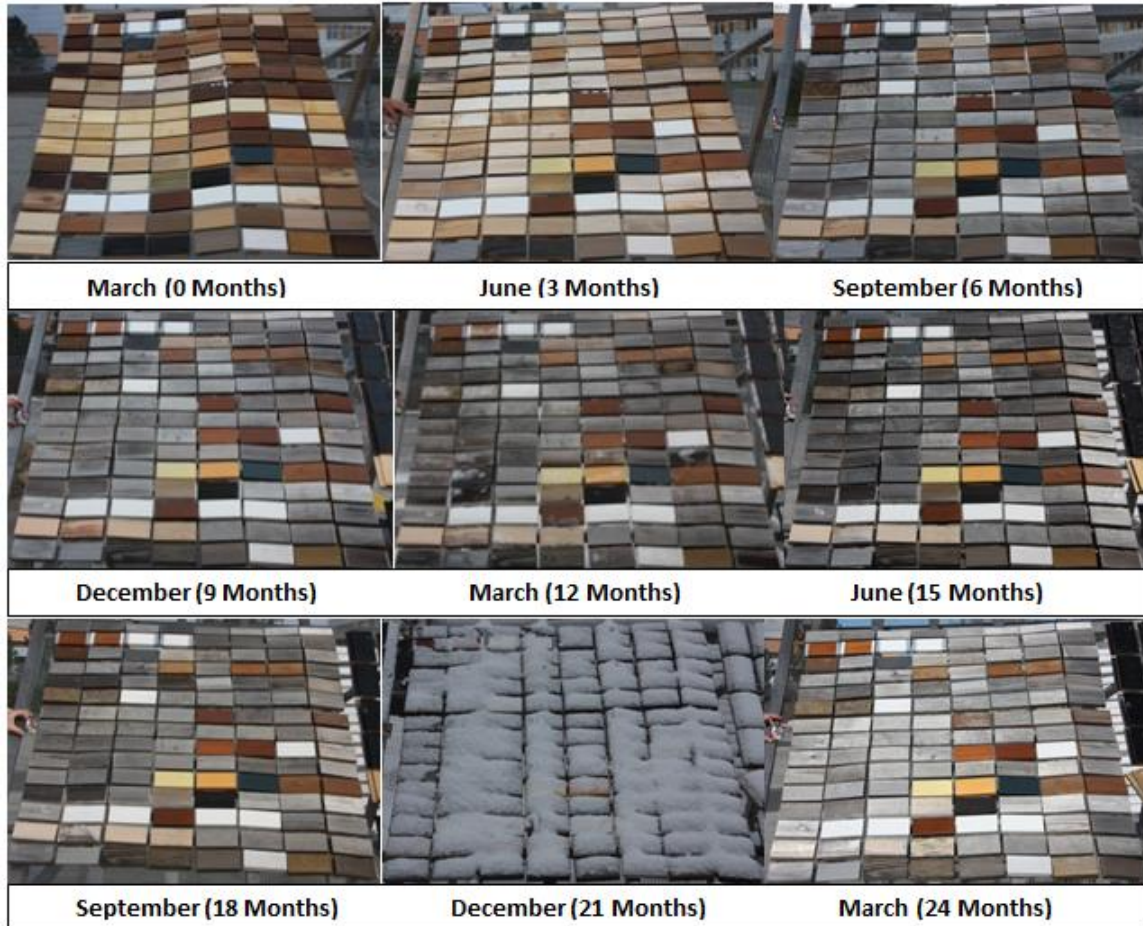 March (0 Months)
June (3 Months)
September (6 Months)
December (9 Months)
March (12 Months)
June (15 Months)
September (18 Months)
December (21 Months)
March (24 Months)